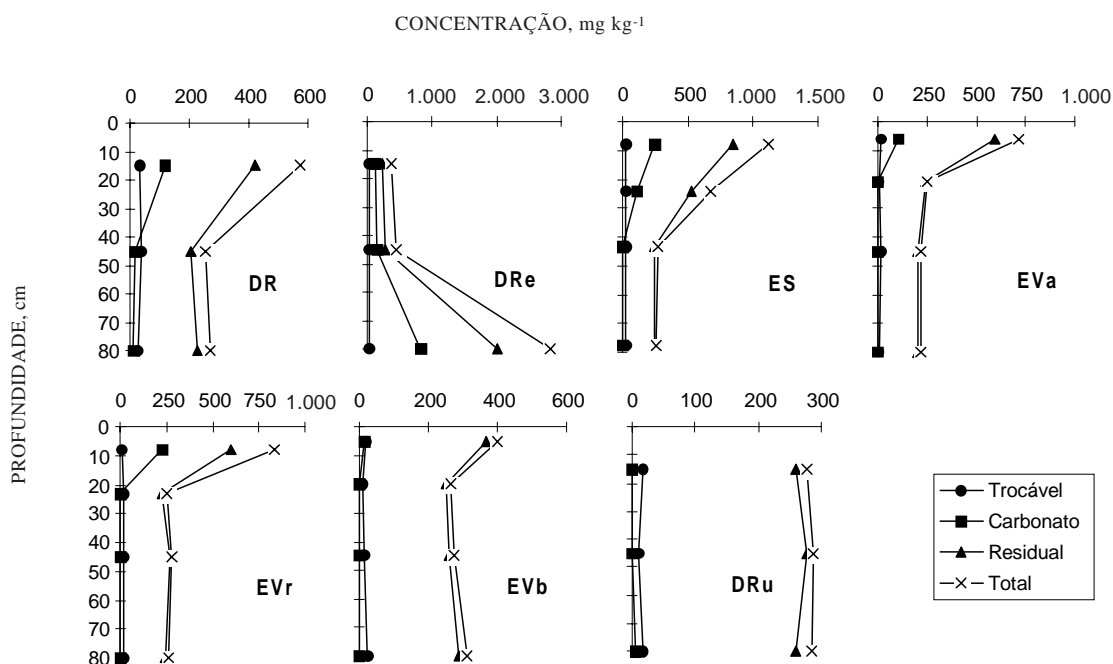 CONCENTRAÇÃO, mg kg-1
0 200 400 600
0 1.000 2.000 3.000
0 500 1.000 1.500
0 250 500 750 1.000
0
10
20
30
40
50
60
70
80
DR
DRe
ES
EVa
PROFUNDIDADE, cm
0 250 500 750 1.000
0 200 400 600
0 100 200 300
0
10
20
30
40
50
60
70
80
EVr
EVb
DRu
Trocável
Carbonato
Residual
Total